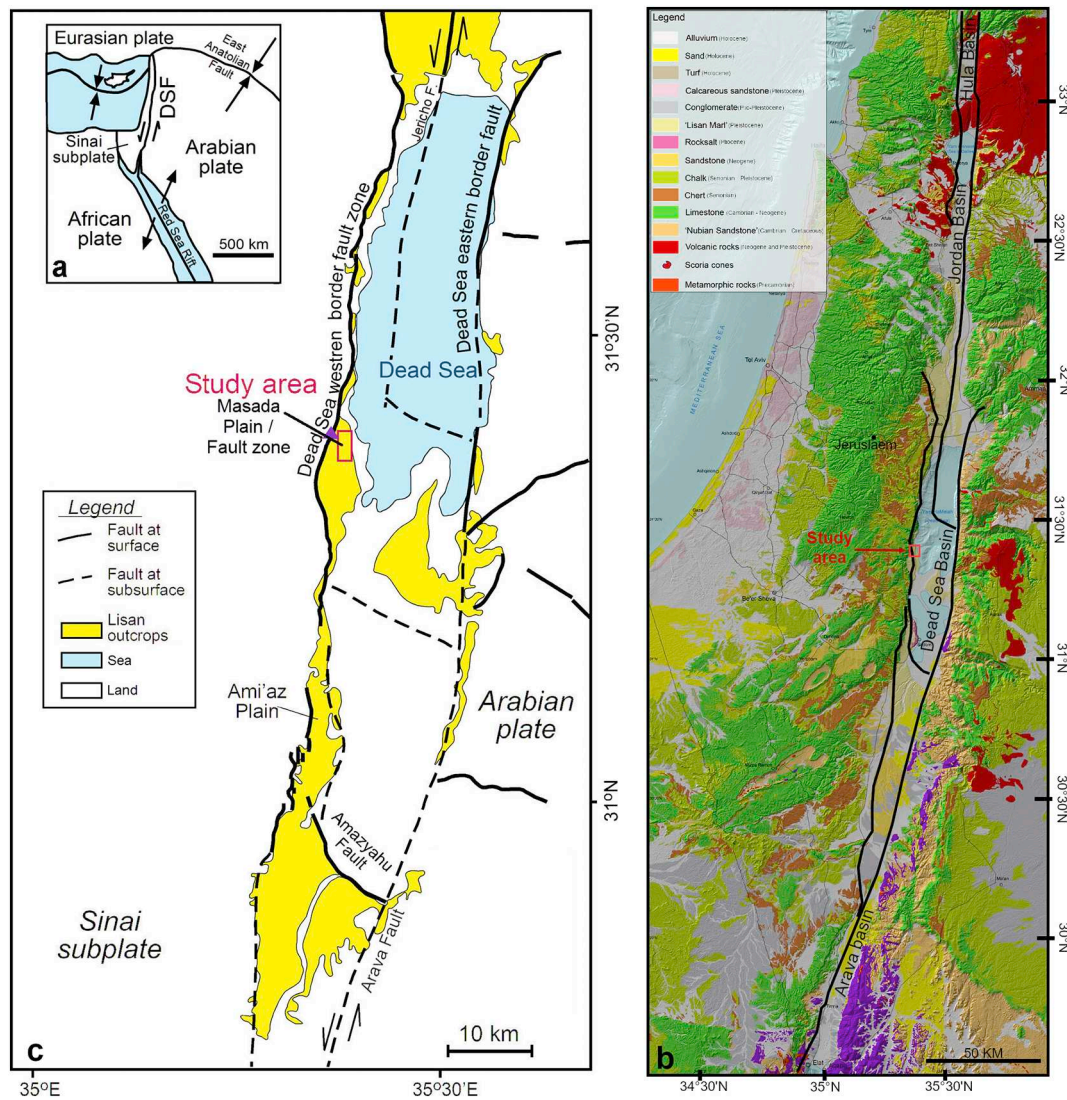 Eurasian plate
East
Anatolian
Fault
DSF
Sinai
subplate
Arabian
plate
African
plate
Red Sea Rift
500 km
a
Jericho F.
Dead Sea westren border fault zone
Dead Sea eastern border fault
Dead Sea
Study area
Masada
Plain /
Fault zone
Legend
Fault at
surface
Fault at
subsurface
Lisan
outcrops
Sea
Land
Ami'az
Plain
Arabian
plate
Amazyahu
Fault
Sinai
subplate
Arava Fault
10 km
c
35°E
35°30'E
31°30'N
31°N
Legend
Alluvium (Holocene)
Sand (Holocene)
Turf (Holocene)
Calcareous sandstone (Pleistocene)
Conglomerate (Plio-Pleistocene)
'Lisan Marl' (Pleistocene)
Rocksalt (Pliocene)
Sandstone (Neogene)
Chalk (Senonian - Pleistocene)
Chert (Senonian)
Limestone (Cambrian - Neogene)
'Nubian Sandstone' (Cambrian - Cretaceous)
Volcanic rocks (Neogene and Pleistocene)
Scoria cones
Metamorphic rocks (Precambrian)
Hula Basin
Jordan Basin
MEDITERRANEAN SEA
Tel Aviv
Jeruslaem
Study
area
Be'er Sheva
Dead Sea Basin
Arava basin
Elat
50 KM
b
33°N
32°30'N
32°N
31°30'N
31°N
30°30'N
30°N
34°30'N
35°N
35°30'N